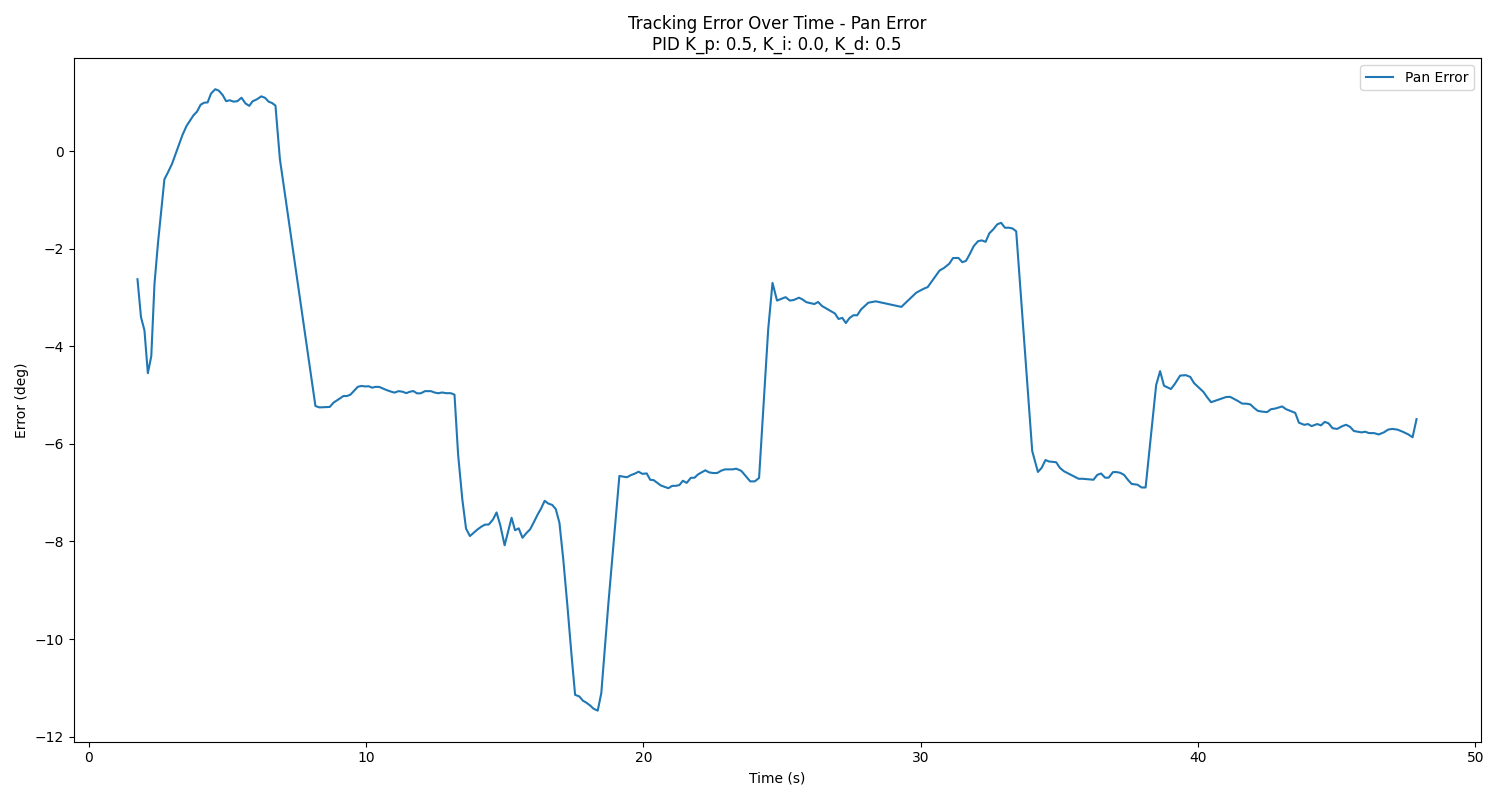 Tracking Error Over Time - Pan Error
PID K_p: 0.5, K_i: 0.0, K_d: 0.5
Pan Error
Error (deg)
0
−2
−4
−6
−8
−10
−12
0 10 20 30 40 50
Time (s)